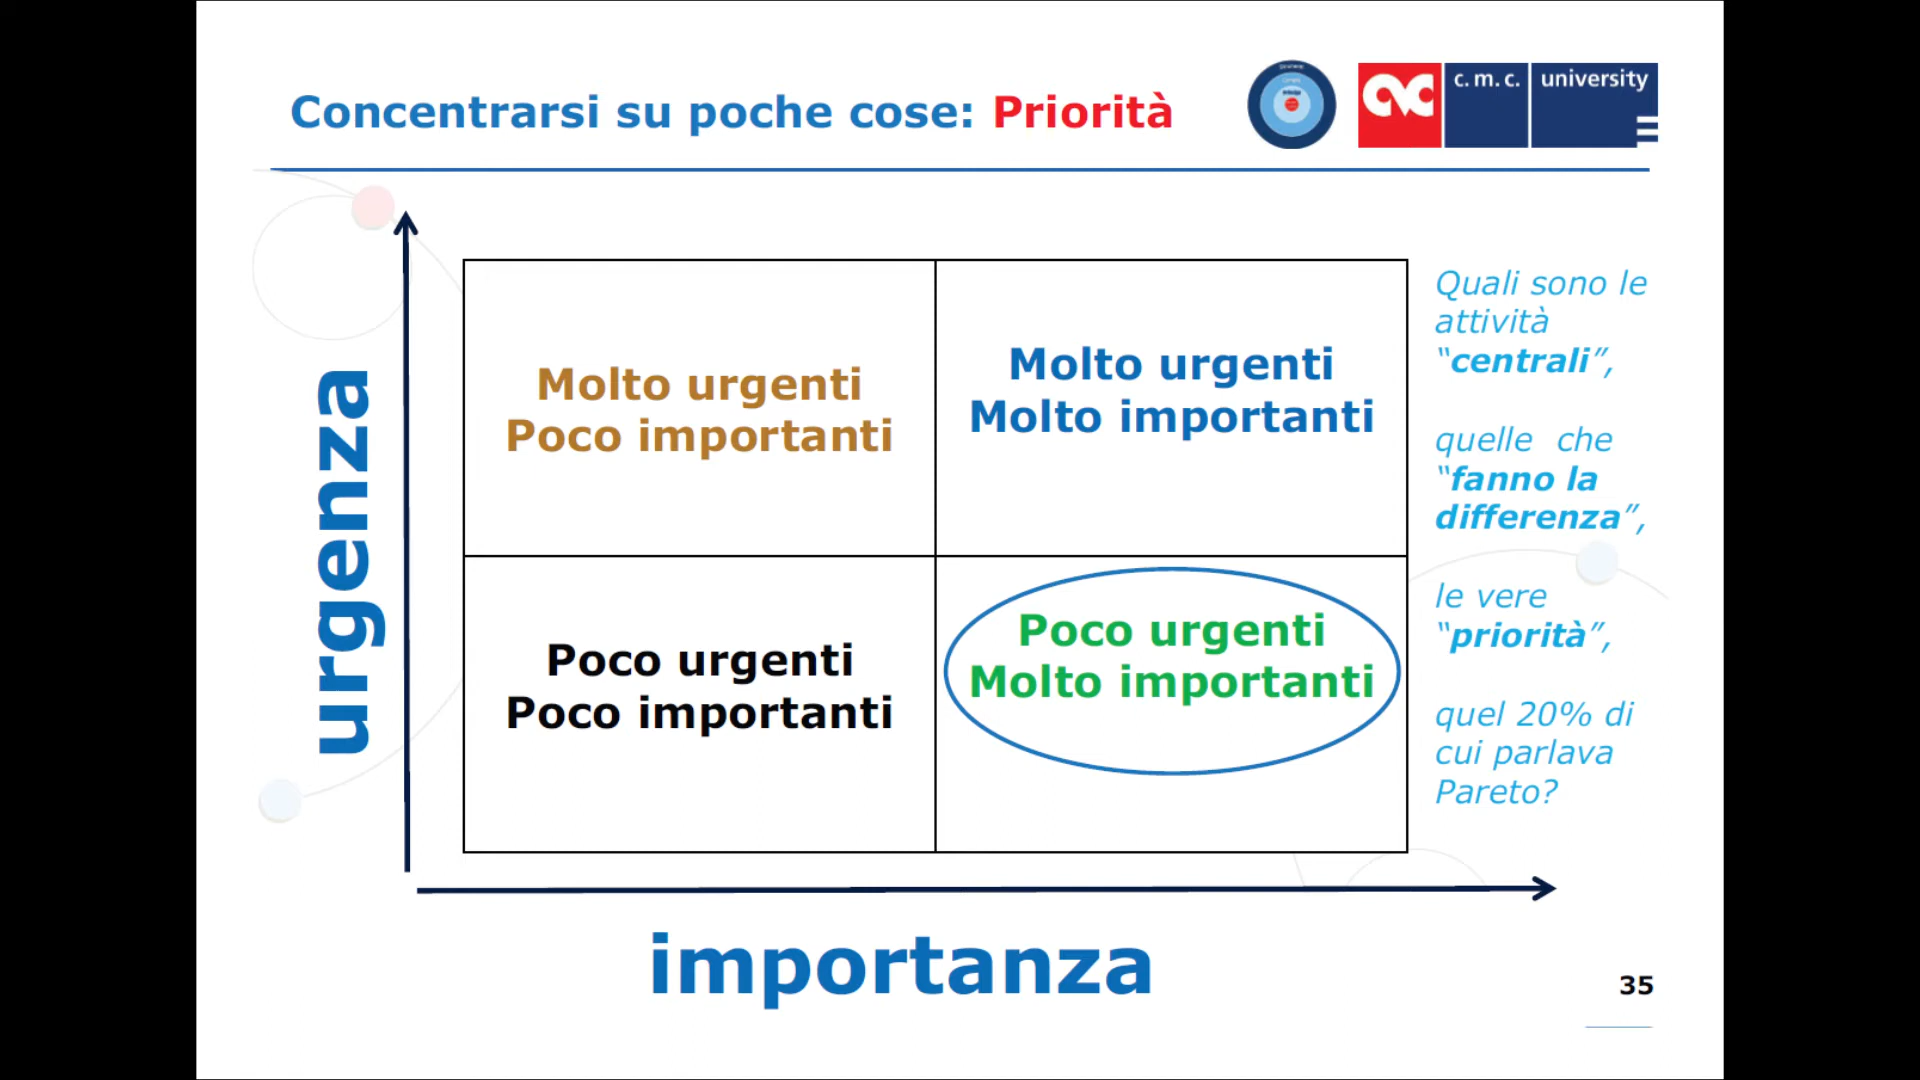 Concentrarsi su poche cose: Priorità
c. m. c.
university
urgenza
Molto urgenti
Poco importanti
Molto urgenti
Molto importanti
Poco urgenti
Poco importanti
Poco urgenti
Molto importanti
Quali sono le
attività
“centrali”,
quelle  che
“fanno la
differenza”,
le vere
“priorità”,
quel 20% di
cui parlava
Pareto?
importanza
35